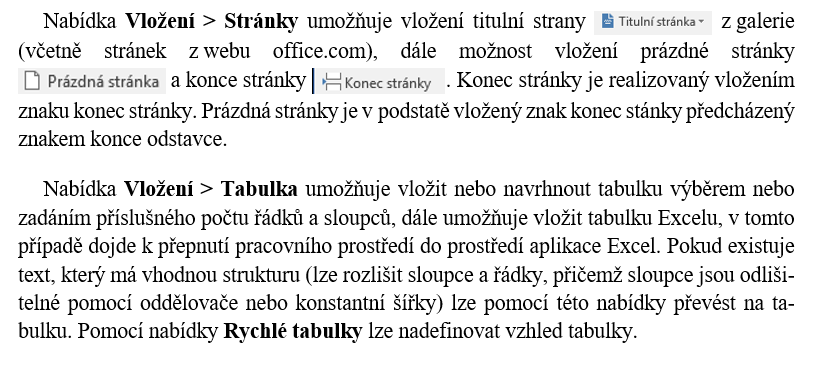 Nabídka Vložení > Stránky umožňuje vložení titulní strany Titulní stránka z galerie
(včetně stránek z webu office.com), dále možnost vložení prázdné stránky
Prázdná stránka a konce stránky Konec stránky . Konec stránky je realizovaný vložením
znaku konec stránky. Prázdná stránky je v podstatě vložený znak konec stánky předcházený
znakem konce odstavce.
Nabídka Vložení > Tabulka umožňuje vložit nebo navrhnout tabulku výběrem nebo
zadáním příslušného počtu řádků a sloupců, dále umožňuje vložit tabulku Excelu, v tomto
případě dojde k přepnutí pracovního prostředí do prostředí aplikace Excel. Pokud existuje
text, který má vhodnou strukturu (lze rozlišit sloupce a řádky, přičemž sloupce jsou odliši-
telné pomocí oddělovače nebo konstantní šířky) lze pomocí této nabídky převést na ta-
bulku. Pomocí nabídky Rychlé tabulky lze nadefinovat vzhled tabulky.